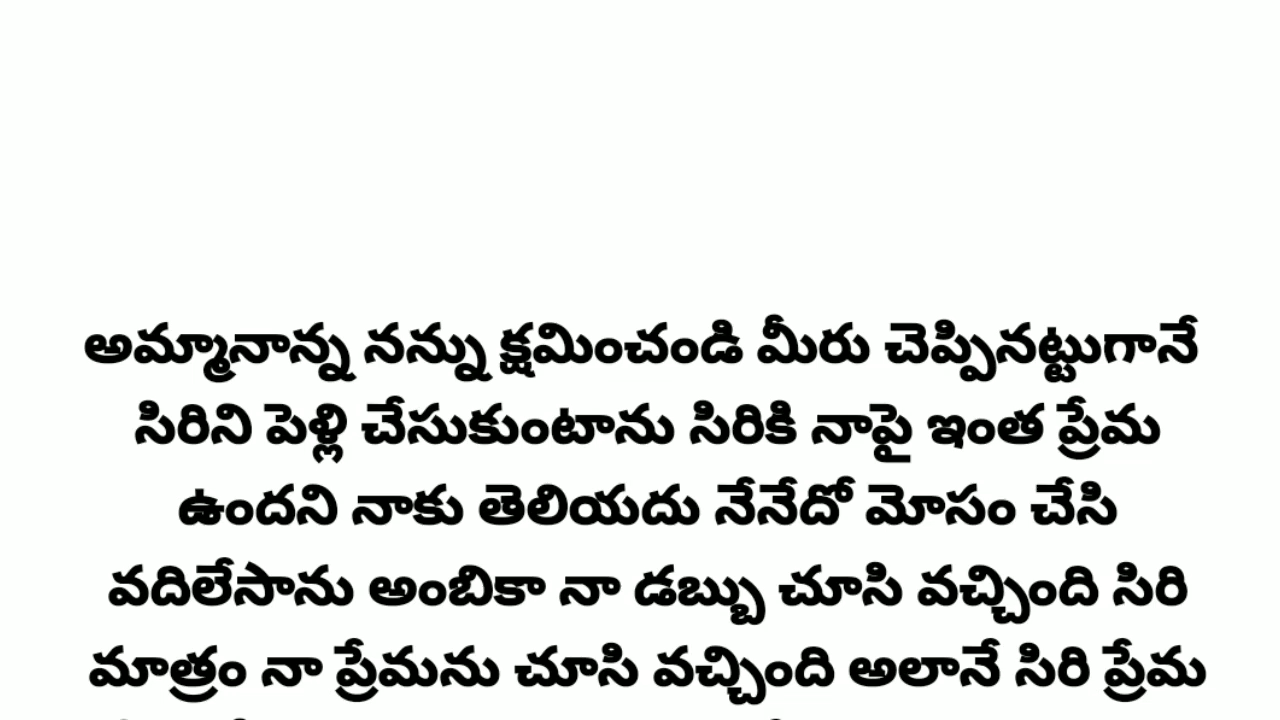 అమ్మానాన్న నన్ను క్షమించండి మీరు చెప్పినట్టుగానే
సిరిని పెళ్లి చేసుకుంటాను సిరికి నాపై ఇంత ప్రేమ
ఉందని నాకు తెలియదు నేనేదో మోసం చేసి
వదిలేసాను అంబికా నా డబ్బు చూసి వచ్చింది సిరి
మాత్రం నా ప్రేమను చూసి వచ్చింది అలానే సిరి ప్రేమ